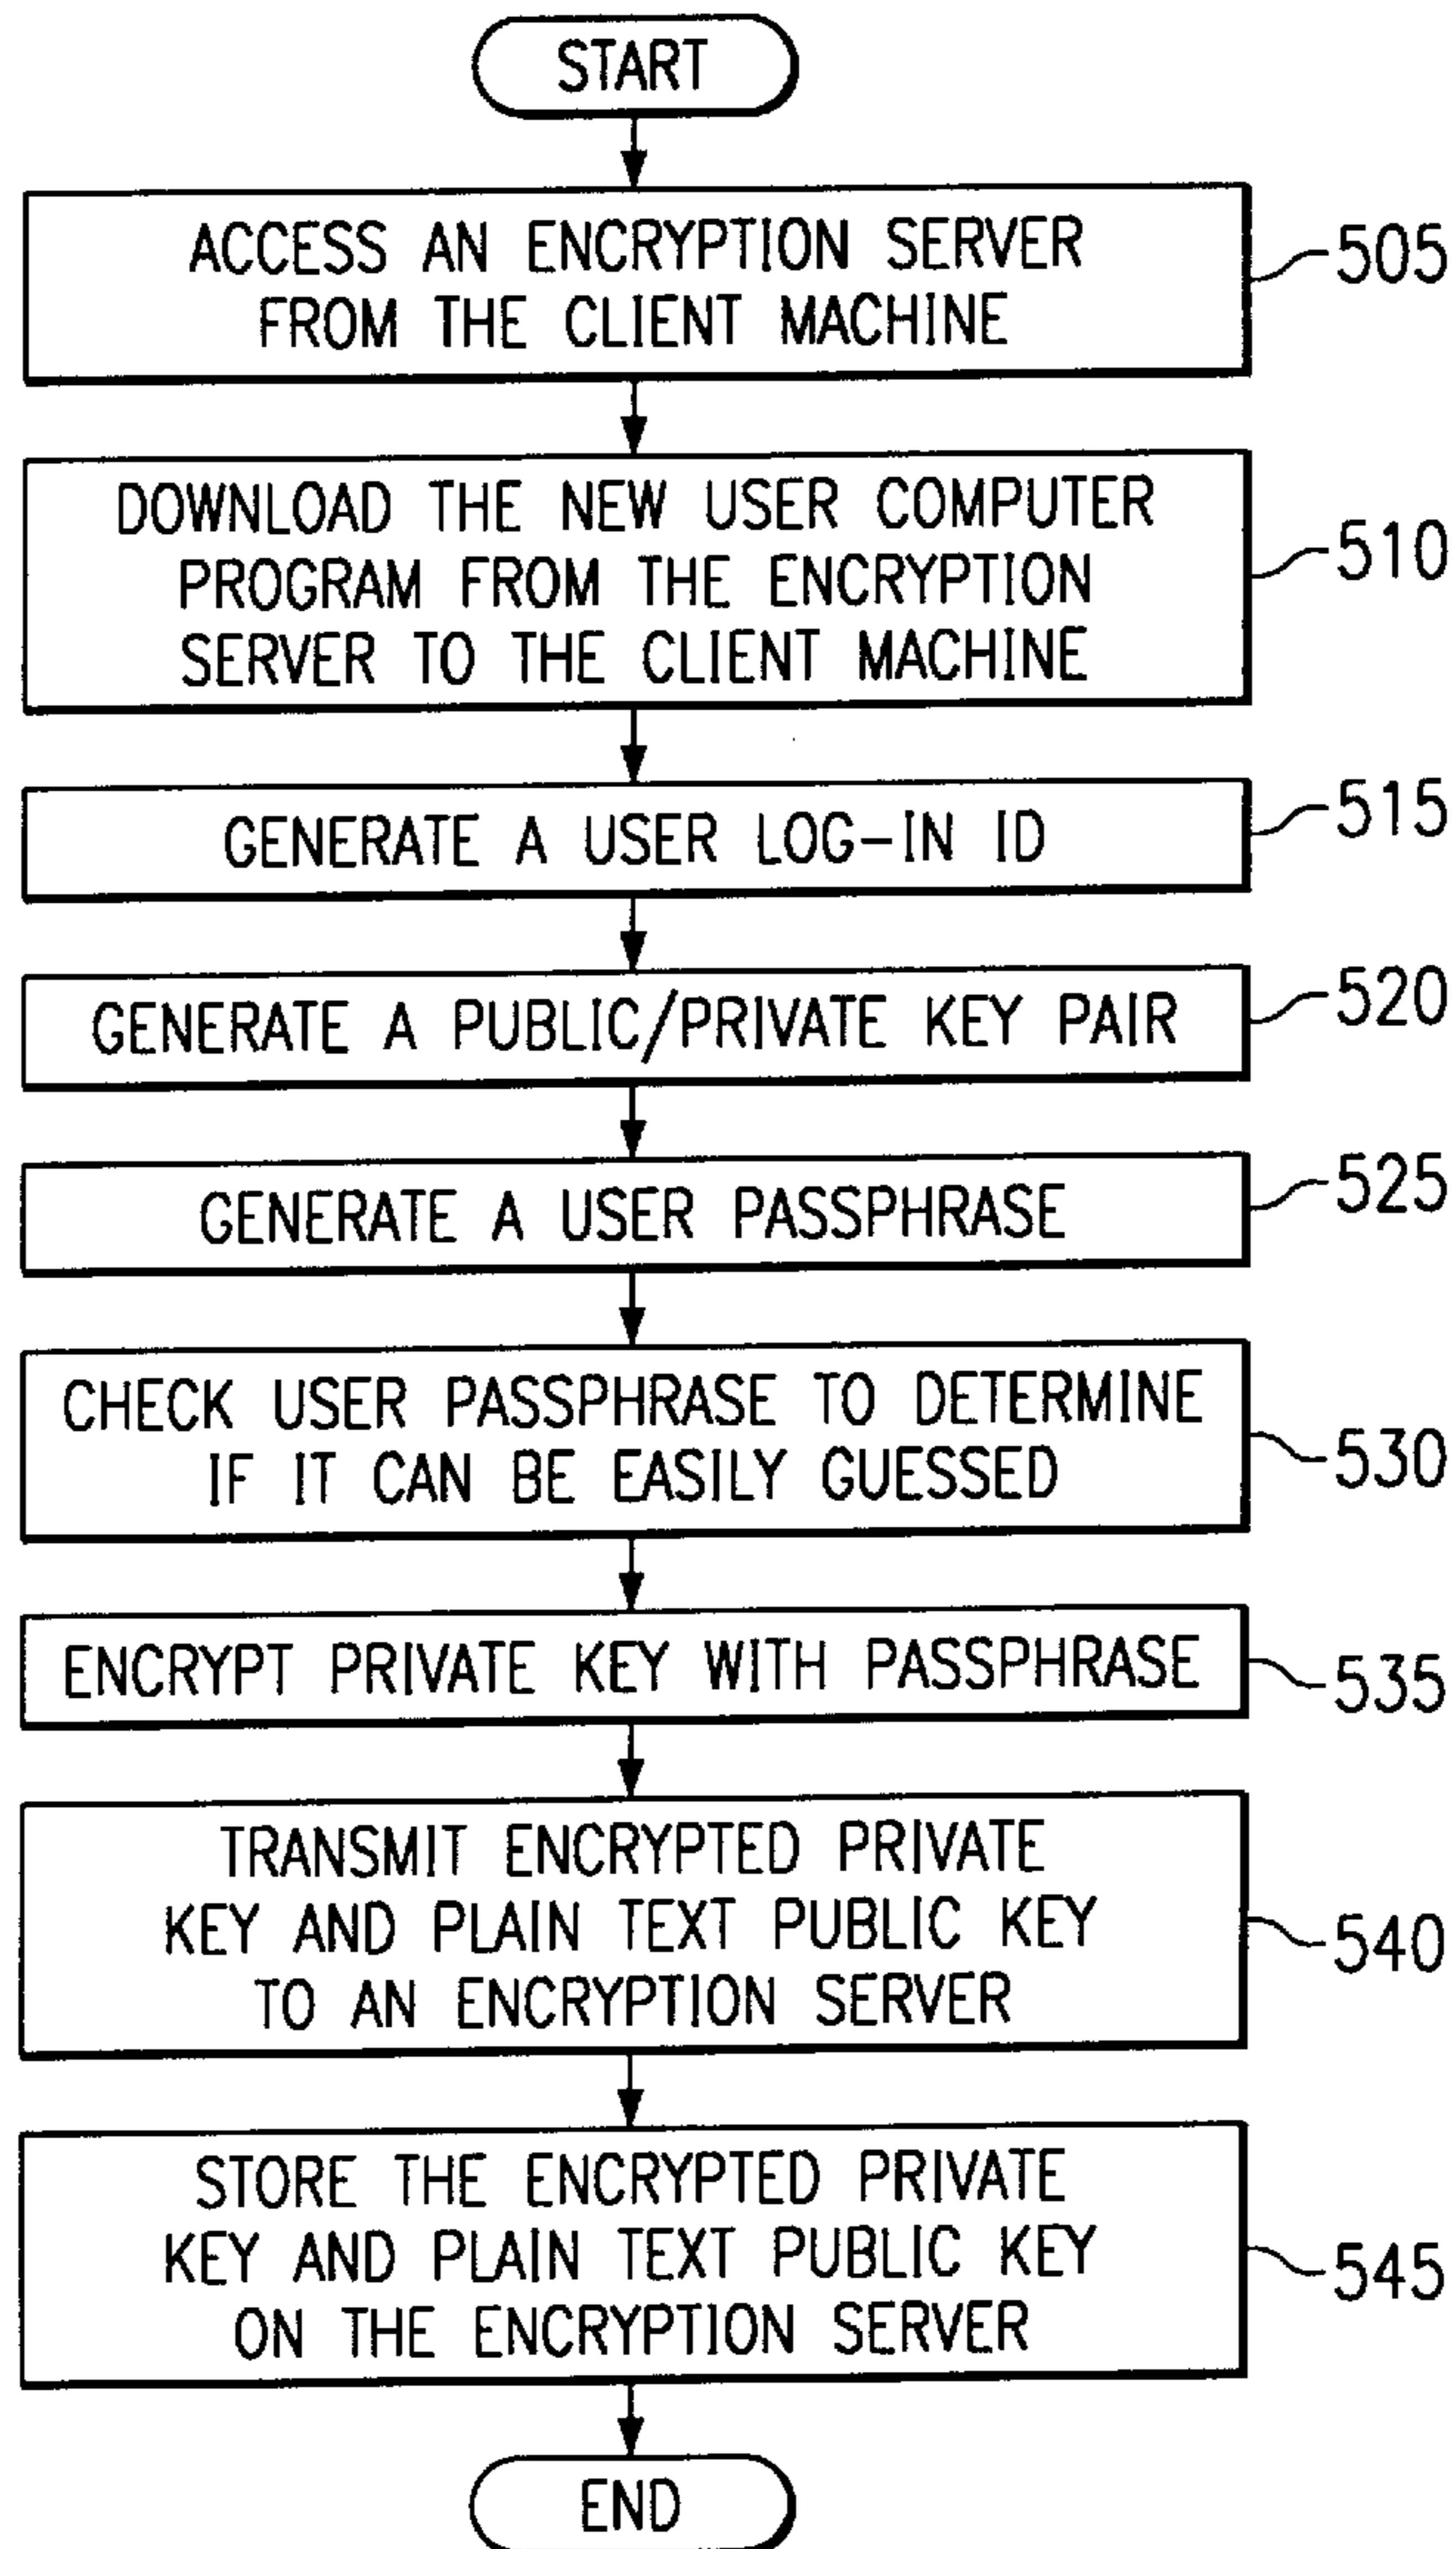 START
ACCESS AN ENCRYPTION SERVER
FROM THE CLIENT MACHINE
505
DOWNLOAD THE NEW USER COMPUTER
PROGRAM FROM THE ENCRYPTION
SERVER TO THE CLIENT MACHINE
510
GENERATE A USER LOG-IN ID
515
GENERATE A PUBLIC/PRIVATE KEY PAIR
520
GENERATE A USER PASSPHRASE
525
CHECK USER PASSPHRASE TO DETERMINE
IF IT CAN BE EASILY GUESSED
530
ENCRYPT PRIVATE KEY WITH PASSPHRASE
535
TRANSMIT ENCRYPTED PRIVATE
KEY AND PLAIN TEXT PUBLIC KEY
TO AN ENCRYPTION SERVER
540
STORE THE ENCRYPTED PRIVATE
KEY AND PLAIN TEXT PUBLIC KEY
ON THE ENCRYPTION SERVER
545
END